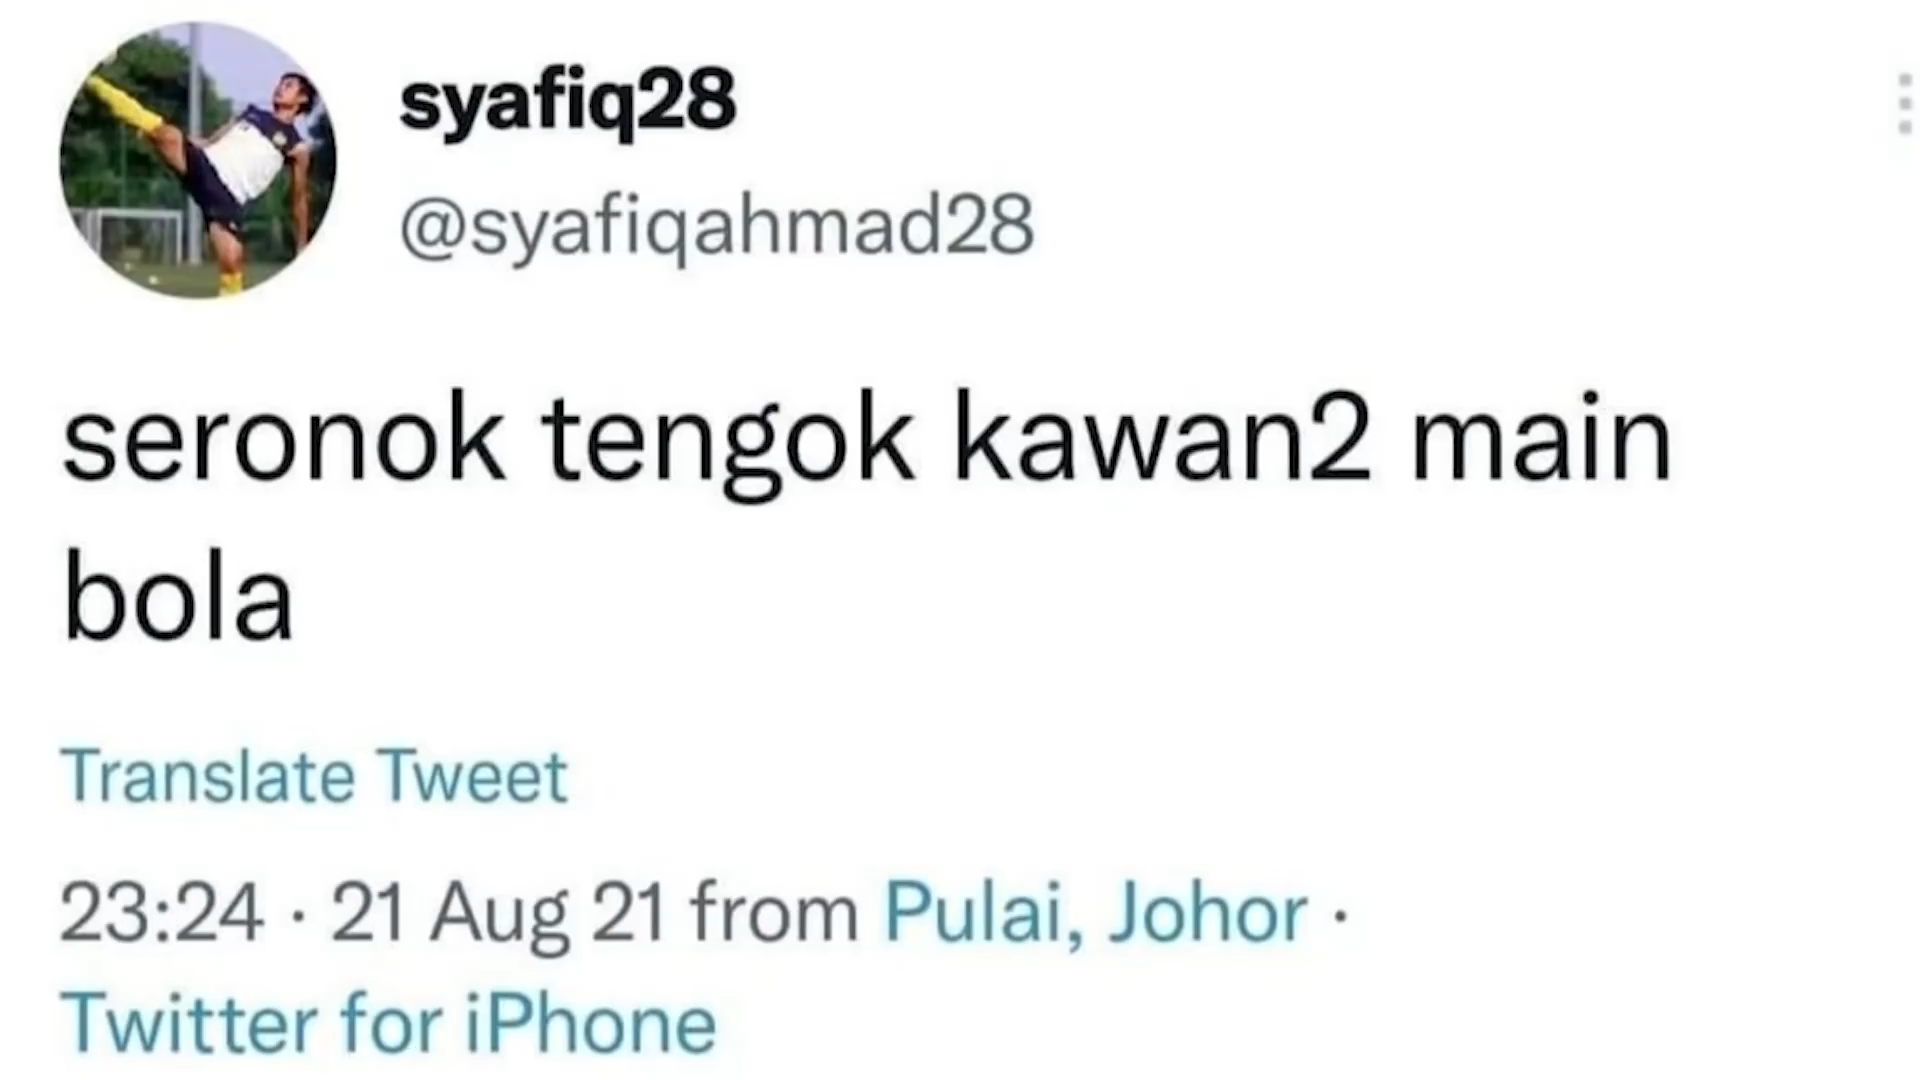 syafiq28
@syafiqahmad28
seronok tengok kawan2 main
bola
Translate Tweet
23:24 · 21 Aug 21 from Pulai, Johor ·
Twitter for iPhone